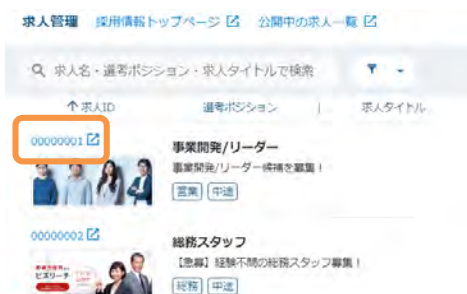 求人管理 採用情報トップページ 公開中の求人一覧
求人名・選考ポジション・求人タイトルで検索
↑求人ID 選考ポジション | 求人タイトル
00000001
事業開発/リーダー
事業開発/リーダー候補を募集！
営業 中途
00000002
総務スタッフ
【急募】経験不問の総務スタッフ募集！
ビズリーチ
総務 中途